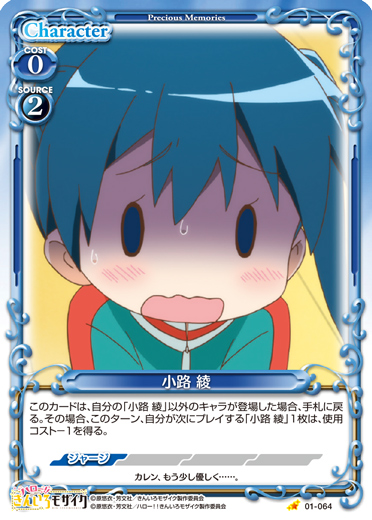 Precious Memories
Character
COST
0
SOURCE
2
小路 綾
このカードは、自分の「小路 綾」以外のキャラが登場した場合、手札に戻
る。その場合、このターン、自分が次にプレイする「小路 綾」1枚は、使用
コスト−1を得る。
ジャージ
カレン、もう少し優しく……。
ハロー!!
きんいろモザイク
©原悠衣・芳文社/きんいろモザイク製作委員会
©原悠衣・芳文社/ハロー!!きんいろモザイク製作委員会
01-064